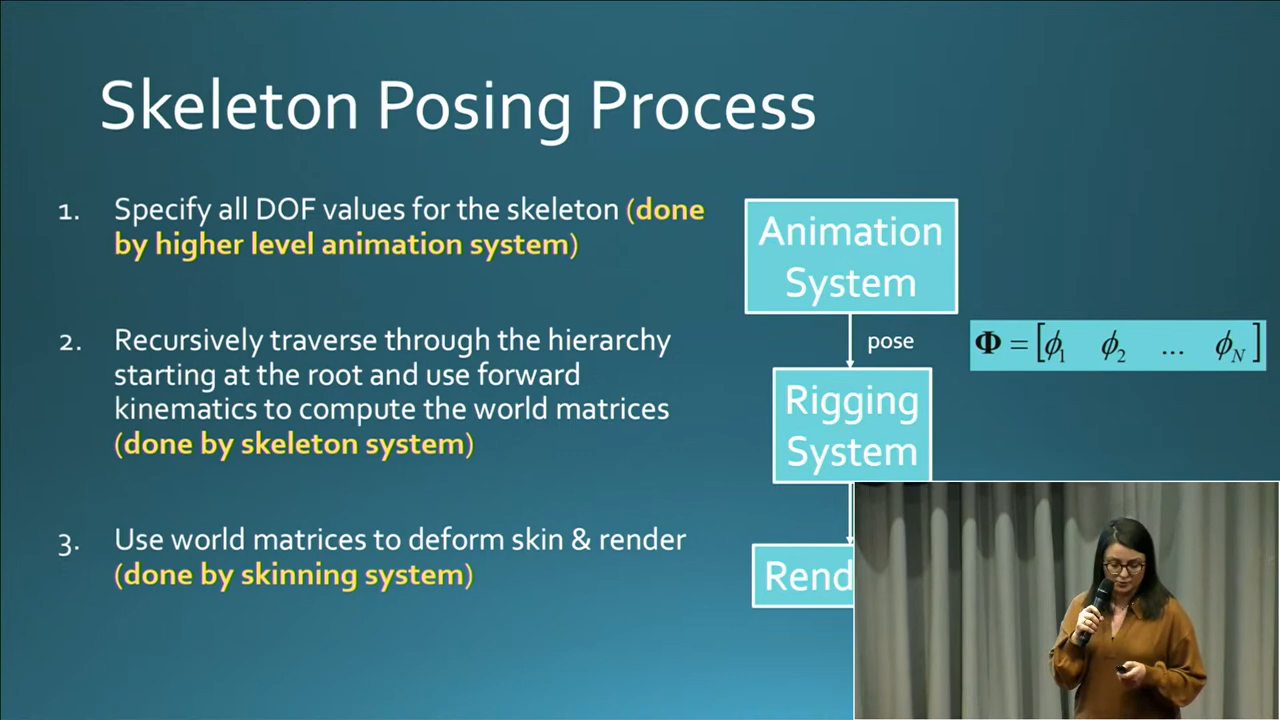 Skeleton Posing Process
1. Specify all DOF values for the skeleton (done
by higher level animation system)
2. Recursively traverse through the hierarchy
starting at the root and use forward
kinematics to compute the world matrices
(done by skeleton system)
3. Use world matrices to deform skin & render
(done by skinning system)
Animation
System
pose
Φ = [ϕ1 ϕ2 ... ϕN]
Rigging
System
Rend